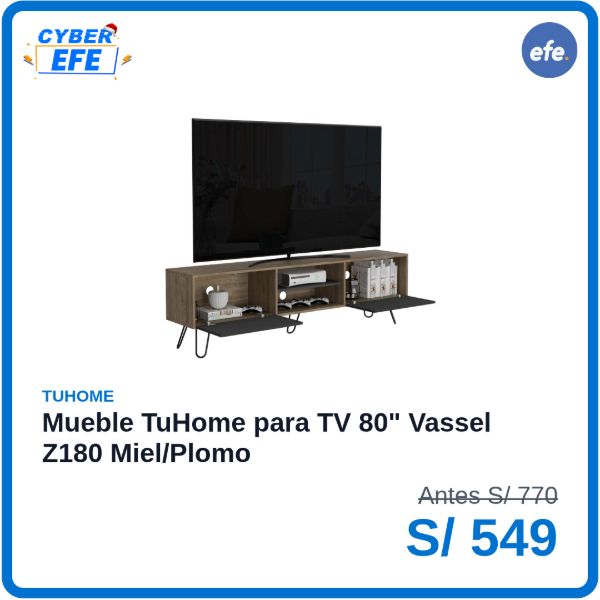 CYBER
EFE
efe.
TUHOME
Mueble TuHome para TV 80" Vassel
Z180 Miel/Plomo
Antes S/ 770
S/ 549